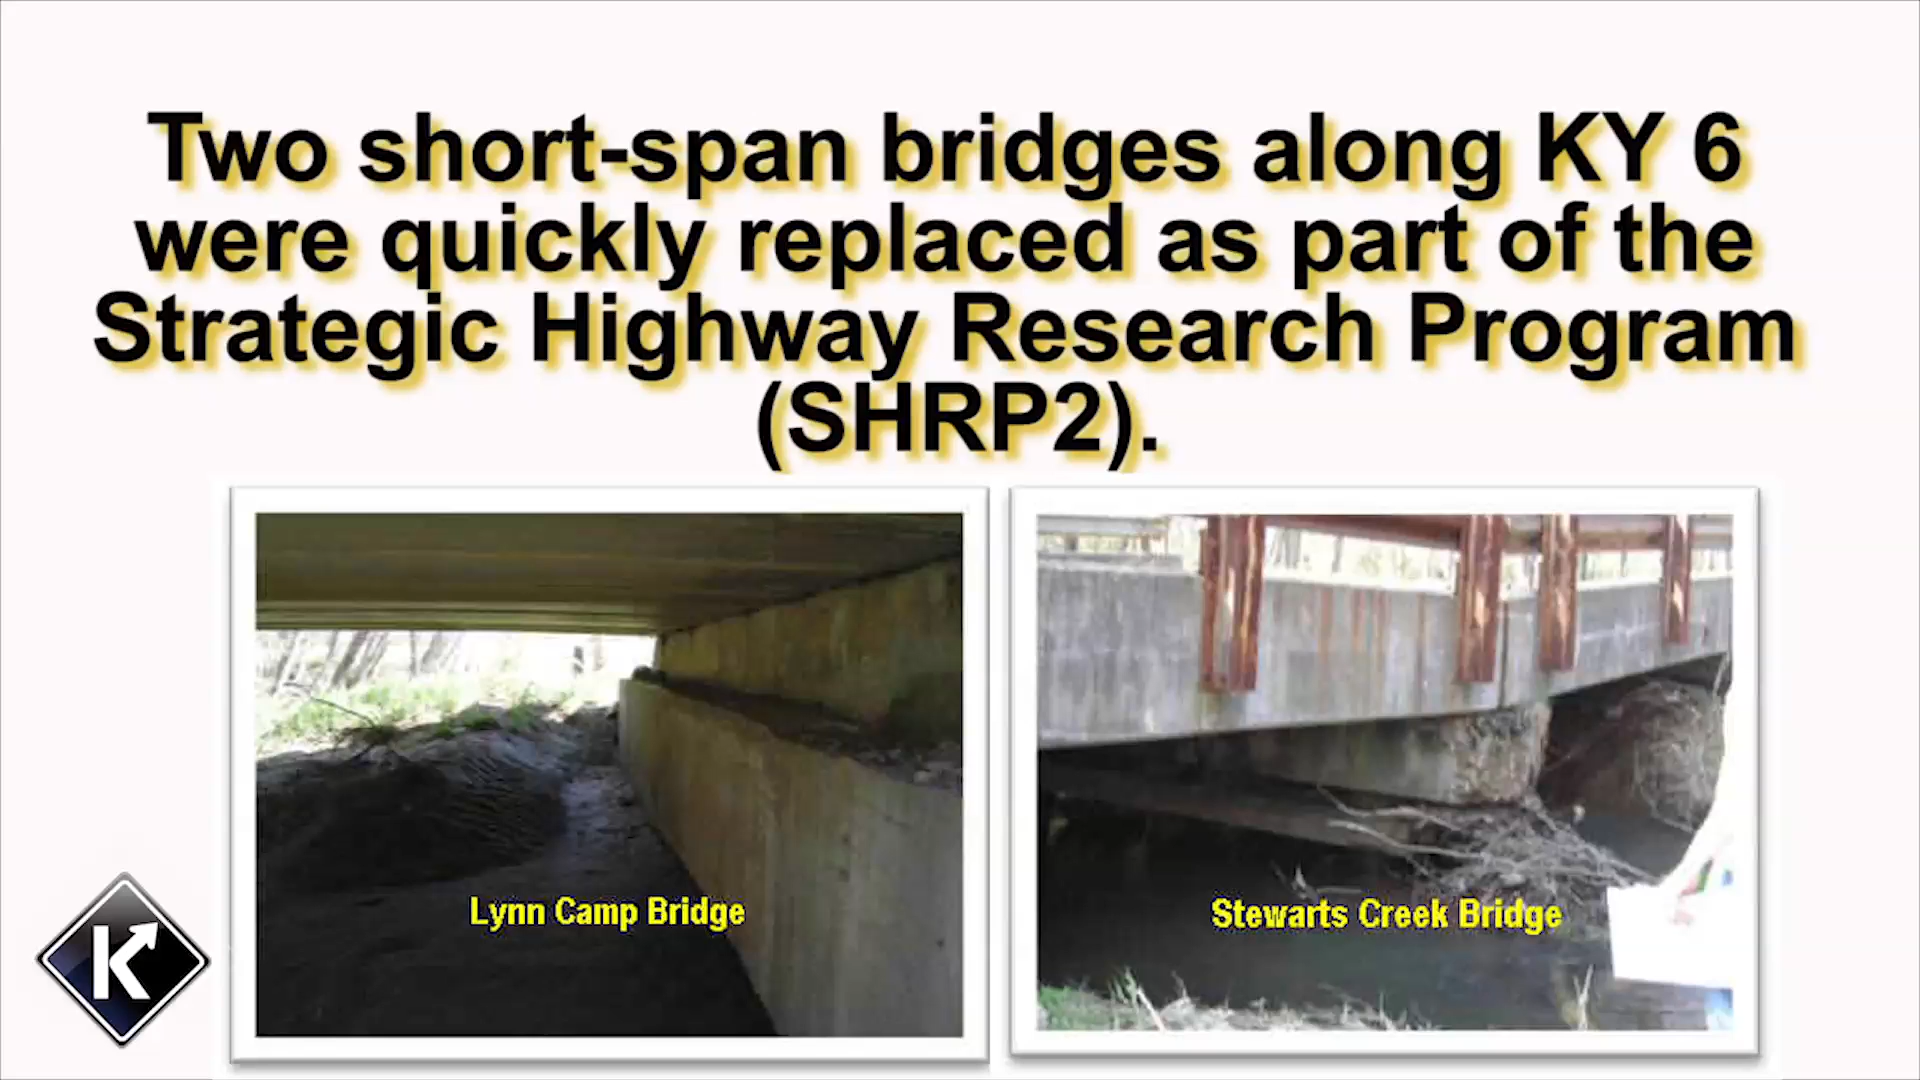 Two short-span bridges along KY 6
were quickly replaced as part of the
Strategic Highway Research Program
(SHRP2).
Lynn Camp Bridge
Stewarts Creek Bridge
K